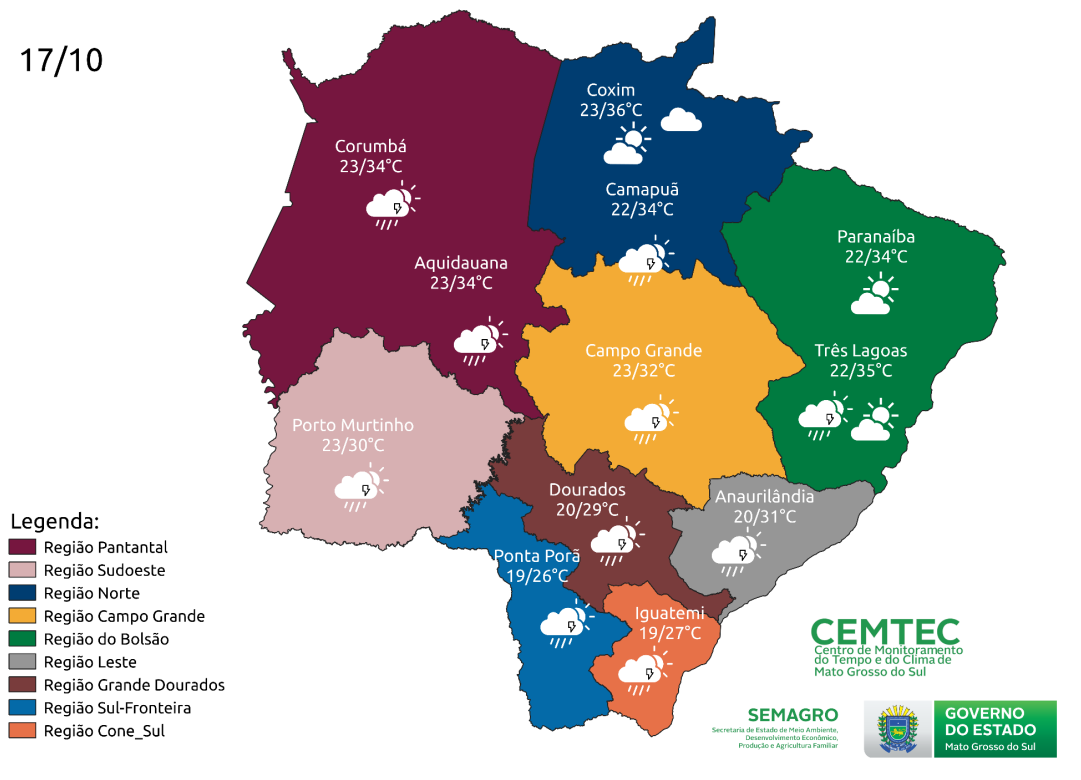 17/10
Coxim
23/36°C
Corumbá
23/34°C
Camapuã
22/34°C
Paranaíba
22/34°C
Aquidauana
23/34°C
Campo Grande
23/32°C
Três Lagoas
22/35°C
Porto Murtinho
23/30°C
Dourados
20/29°C
Anaurilândia
20/31°C
Ponta Porã
19/26°C
Iguatemi
19/27°C
Legenda:
Região Pantantal
Região Sudoeste
Região Norte
Região Campo Grande
Região do Bolsão
Região Leste
Região Grande Dourados
Região Sul-Fronteira
Região Cone_Sul
CEMTEC
Centro de Monitoramento
do Tempo e do Clima de
Mato Grosso do Sul
SEMAGRO
Secretaria de Estado de Meio Ambiente,
Desenvolvimento Econômico,
Produção e Agricultura Familiar
GOVERNO
DO ESTADO
Mato Grosso do Sul